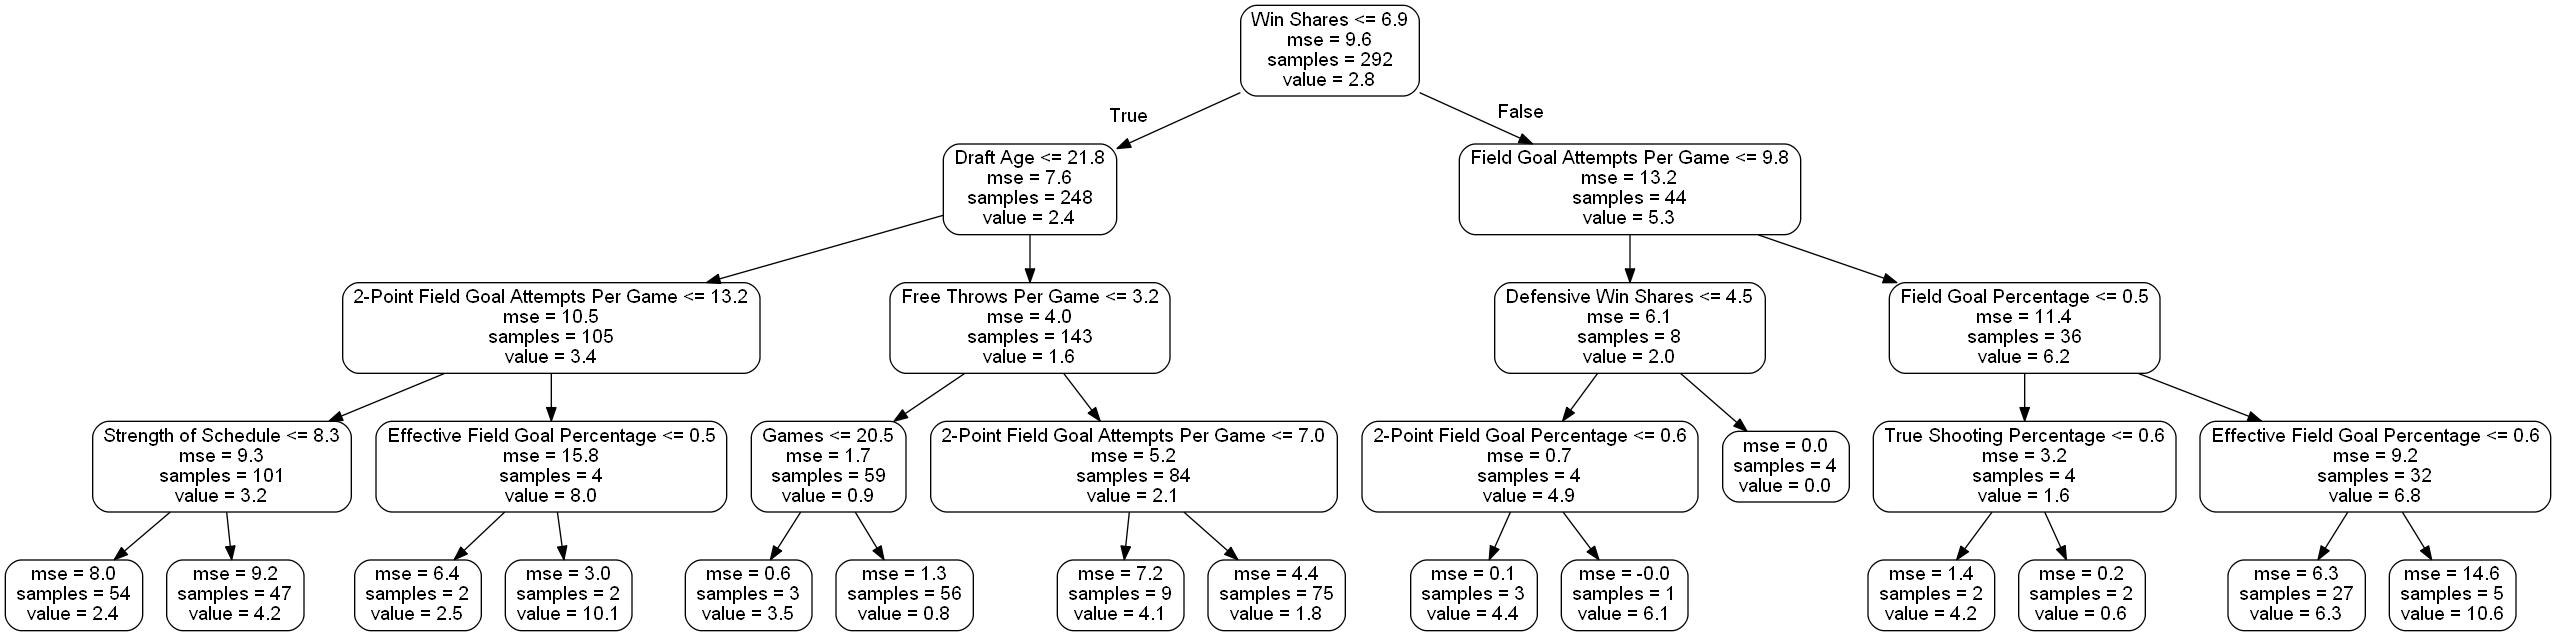 Win Shares <= 6.9
mse = 9.6
samples = 292
value = 2.8
True
False
Draft Age <= 21.8
mse = 7.6
samples = 248
value = 2.4
Field Goal Attempts Per Game <= 9.8
mse = 13.2
samples = 44
value = 5.3
2-Point Field Goal Attempts Per Game <= 13.2
mse = 10.5
samples = 105
value = 3.4
Free Throws Per Game <= 3.2
mse = 4.0
samples = 143
value = 1.6
Defensive Win Shares <= 4.5
mse = 6.1
samples = 8
value = 2.0
Field Goal Percentage <= 0.5
mse = 11.4
samples = 36
value = 6.2
Strength of Schedule <= 8.3
mse = 9.3
samples = 101
value = 3.2
Effective Field Goal Percentage <= 0.5
mse = 15.8
samples = 4
value = 8.0
Games <= 20.5
mse = 1.7
samples = 59
value = 0.9
2-Point Field Goal Attempts Per Game <= 7.0
mse = 5.2
samples = 84
value = 2.1
2-Point Field Goal Percentage <= 0.6
mse = 0.7
samples = 4
value = 4.9
mse = 0.0
samples = 4
value = 0.0
True Shooting Percentage <= 0.6
mse = 3.2
samples = 4
value = 1.6
Effective Field Goal Percentage <= 0.6
mse = 9.2
samples = 32
value = 6.8
mse = 8.0
samples = 54
value = 2.4
mse = 9.2
samples = 47
value = 4.2
mse = 6.4
samples = 2
value = 2.5
mse = 3.0
samples = 2
value = 10.1
mse = 0.6
samples = 3
value = 3.5
mse = 1.3
samples = 56
value = 0.8
mse = 7.2
samples = 9
value = 4.1
mse = 4.4
samples = 75
value = 1.8
mse = 0.1
samples = 3
value = 4.4
mse = -0.0
samples = 1
value = 6.1
mse = 1.4
samples = 2
value = 4.2
mse = 0.2
samples = 2
value = 0.6
mse = 6.3
samples = 27
value = 6.3
mse = 14.6
samples = 5
value = 10.6